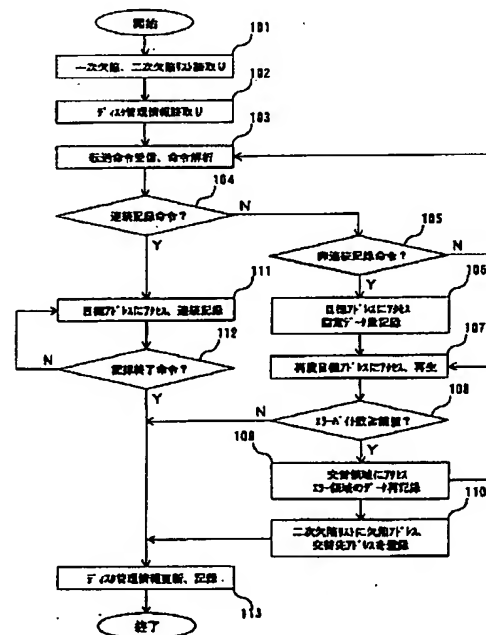 開始
101
一次欠陥、二次欠陥リスト読取り
102
ディスク管理情報読取り
103
転送命令受信、命令解析
104
連続記録命令?
N
Y
105
非連続記録命令?
N
Y
111
目標アドレスにアクセス、連続記録
106
目標アドレスにアクセス
指定データ数記録
112
記録終了命令?
N
Y
107
再度目標アドレスにアクセス、再生
108
エラーバイト数≧閾値?
N
Y
109
交替領域にアクセス
エラー領域のデータ再記録
110
二次欠陥リストに欠陥アドレス、
交替先アドレスを登録
ディスク管理情報更新、記録
113
終了